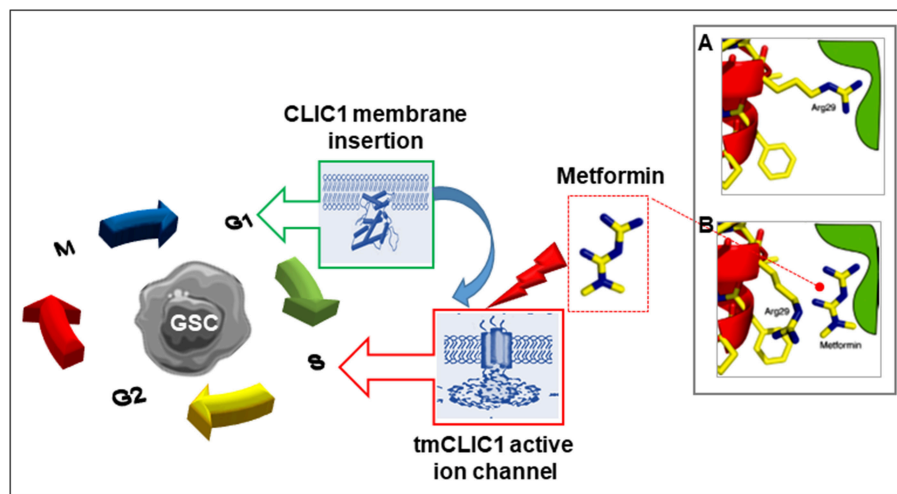 A
Arg29
CLIC1 membrane
insertion
Metformin
G1
M
B
GSC
Arg29
Metformin
S
G2
tmCLIC1 active
ion channel